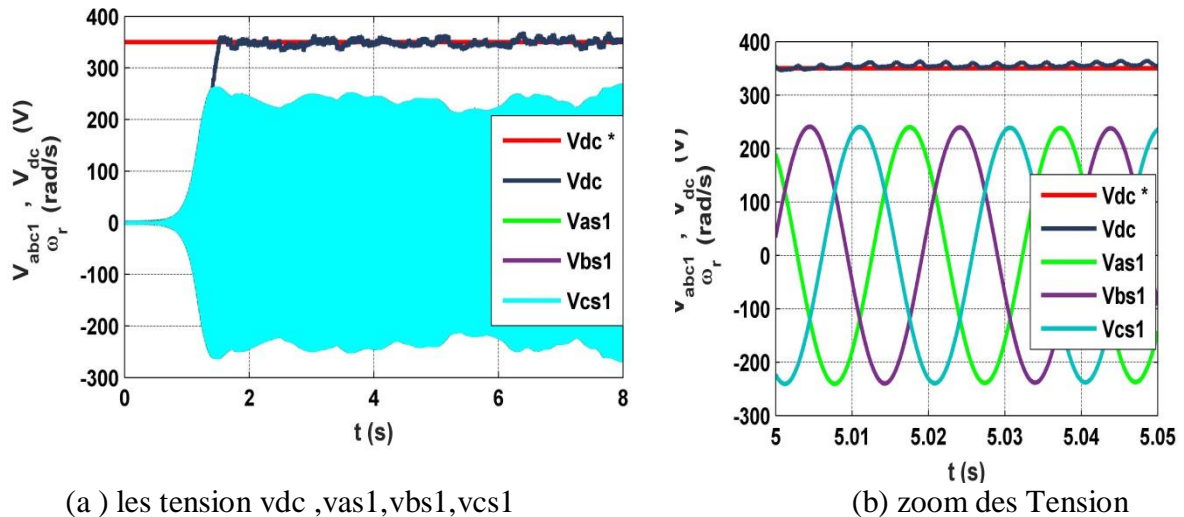 400
300
200
100
0
-100
-200
-300
0 2 4 6 8
t (s)
V_abc1 , V_dc (V)
ω_r (rad/s)
Vdc *
Vdc
Vas1
Vbs1
Vcs1
(a ) les tension vdc ,vas1,vbs1,vcs1
400
300
200
100
0
-100
-200
-300
5 5.01 5.02 5.03 5.04 5.05
t (s)
V_abc1 , V_dc (V)
ω_r (rad/s)
Vdc *
Vdc
Vas1
Vbs1
Vcs1
(b) zoom des Tension